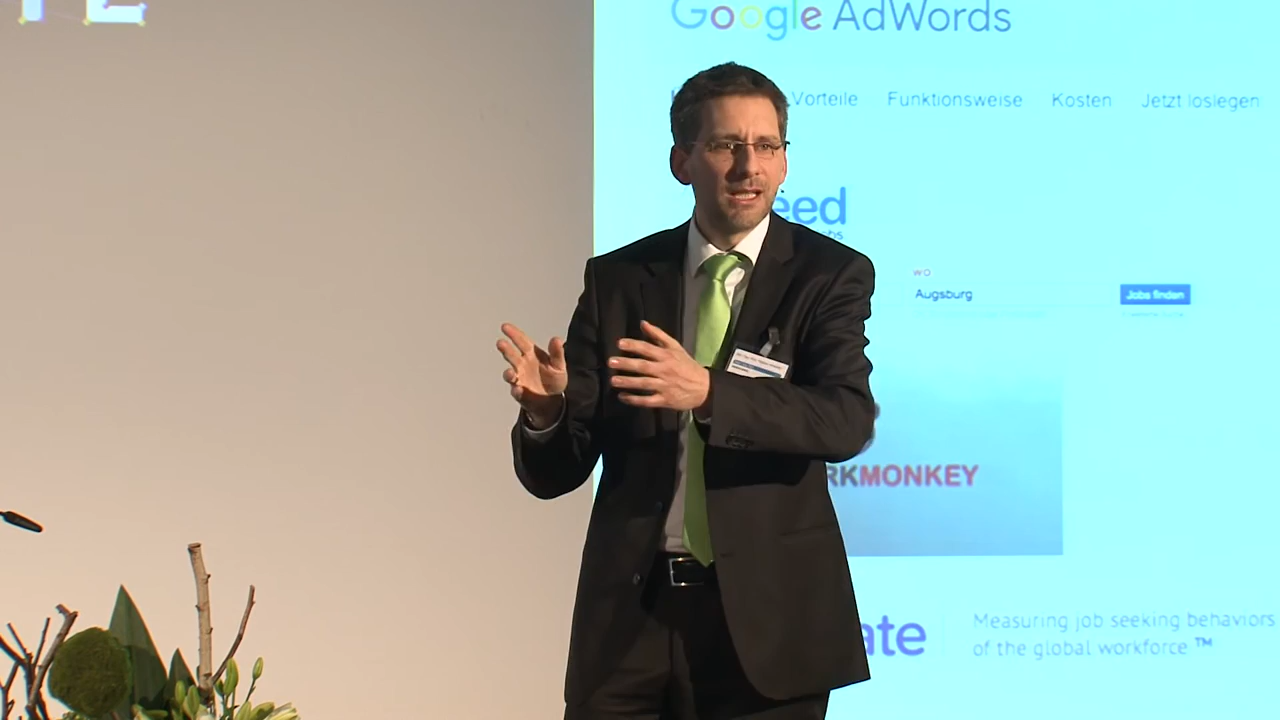 Google AdWords
Vorteile Funktionsweise Kosten Jetzt loslegen
eed
wo
Augsburg
Jobs finden
RKMONKEY
ate
Measuring job seeking behaviors
of the global workforce ™